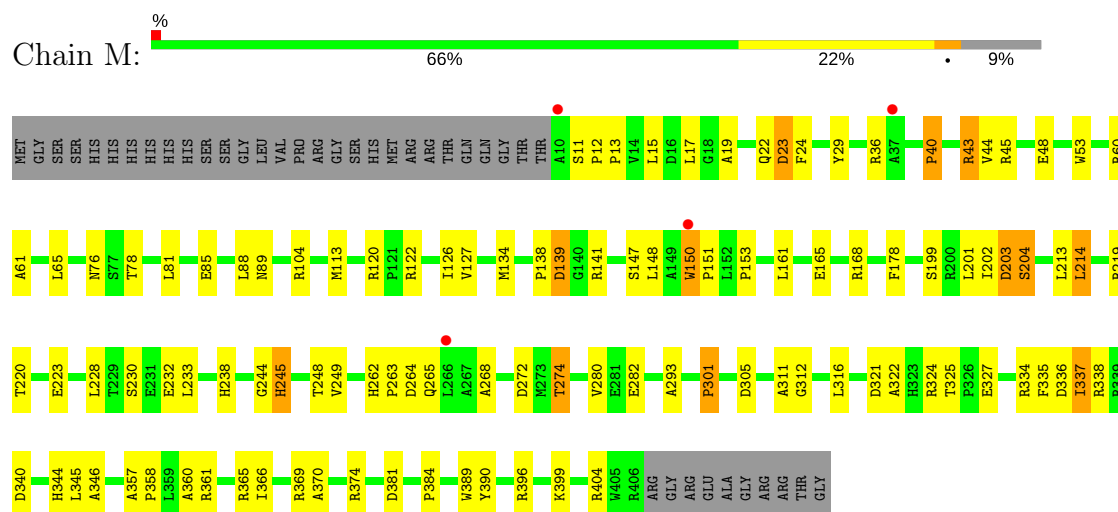 %
Chain M:
66% 22% • 9%
MET GLY SER SER HIS HIS HIS HIS HIS HIS SER SER GLY LEU VAL PRO ARG GLY SER HIS MET ARG ARG THR GLN GLN GLY THR THR A10 S11 P12 P13 V14 L15 D16 L17 G18 A19 Q22 D23 F24 Y29 R36 A37 P40 R43 V44 R45 E48 W53
A61 L65 N76 S77 T78 L81 E85 L88 N89 R104 M113 R120 P121 R122 T126 V127 M134 P138 D139 G140 R141 S147 L148 A149 W150 P151 L152 P153 L161 E165 R168 F178 S199 R200 L201 I202 D203 S204 L213 L214
T220 E223 L228 T229 S230 E231 E232 L233 H238 G244 H245 T248 V249 H262 P263 D264 Q265 L266 A267 A268 D272 M273 T274 V280 E281 E282 A293 P301 D305 A311 G312 L316 D321 A322 H323 R324 T325 P326 E327 R334 F335 D336 I337 R338
D340 H344 L345 A346 A357 P358 L359 A360 R361 R365 I366 R369 A370 R374 D381 P384 W389 Y390 R396 K399 R404 W405 R406 ARG GLY ARG GLU ALA GLY ARG ARG THR GLY